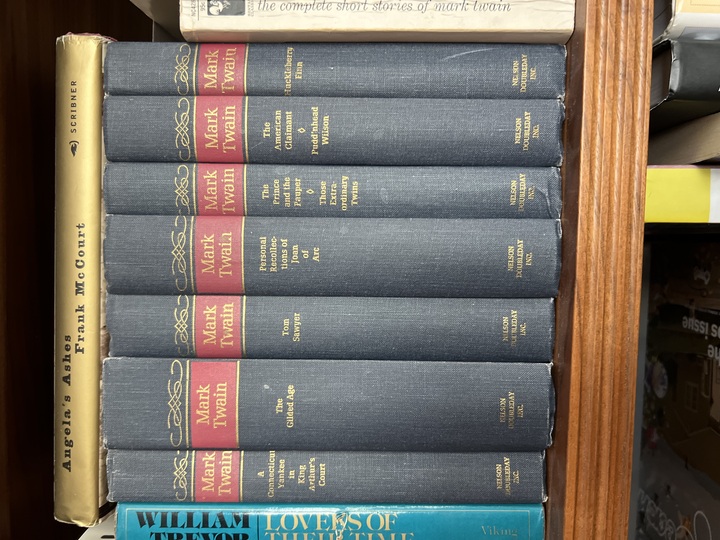 the complete short stories of mark twain
SCRIBNER
Angela's Ashes
Frank McCourt
Mark
Twain
Huckleberry
Finn
NELSON
DOUBLEDAY
INC.
Mark
Twain
The
American
Claimant
◊
Pudd'nhead
Wilson
NELSON
DOUBLEDAY
INC.
Mark
Twain
The
Prince
and the
Pauper
◊
Those
Extra-
ordinary
Twins
NELSON
DOUBLEDAY
INC.
Mark
Twain
Personal
Recollec-
tions of
Joan
of
Arc
NELSON
DOUBLEDAY
INC.
Mark
Twain
Tom
Sawyer
NELSON
DOUBLEDAY
INC.
Mark
Twain
The
Gilded Age
NELSON
DOUBLEDAY
INC.
Mark
Twain
A
Connecticut
Yankee
in
King
Arthur's
Court
NELSON
DOUBLEDAY
INC.
WILLIAM
TREVOR
LOVERS OF
THEIR TIME
Viking